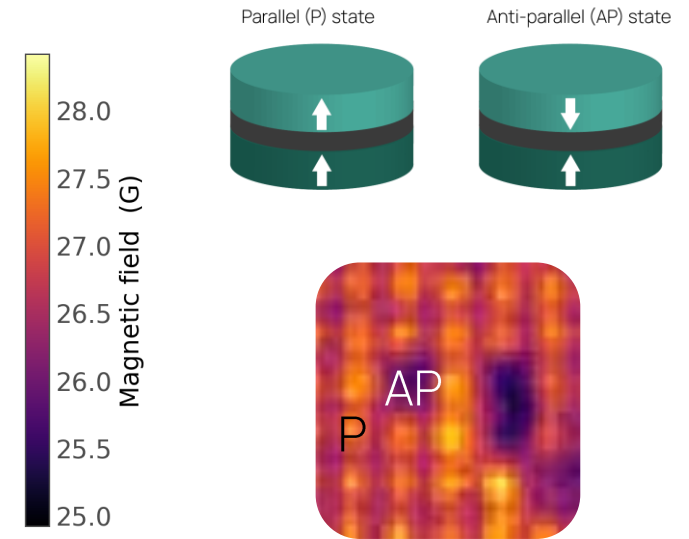 Parallel (P) state
Anti-parallel (AP) state
28.0
27.5
27.0
26.5
26.0
25.5
25.0
Magnetic field (G)
AP
P